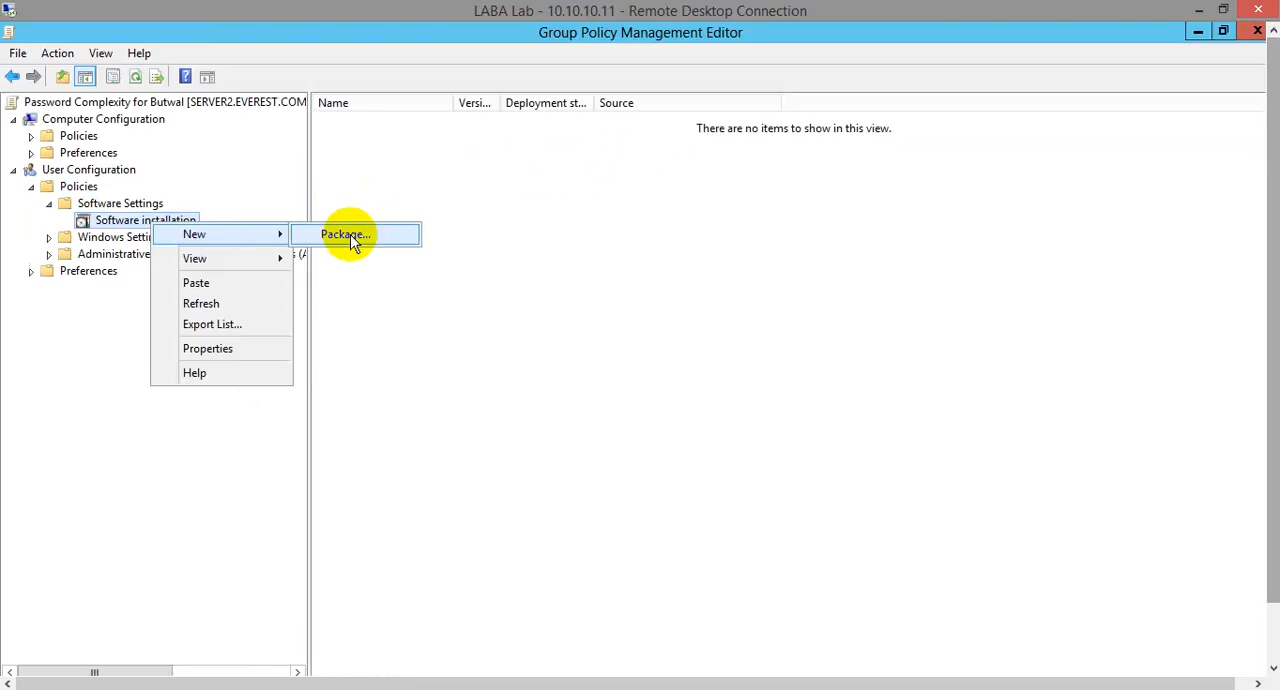 LABA Lab - 10.10.10.11 - Remote Desktop Connection
Group Policy Management Editor
File Action View Help
Password Complexity for Butwal [SERVER2.EVEREST.COM
Name Versi... Deployment st... Source
Computer Configuration
There are no items to show in this view.
Policies
Preferences
User Configuration
Policies
Software Settings
Software installation
Windows Setti
New
Package...
Administrative
(A
View
Preferences
Paste
Refresh
Export List...
Properties
Help